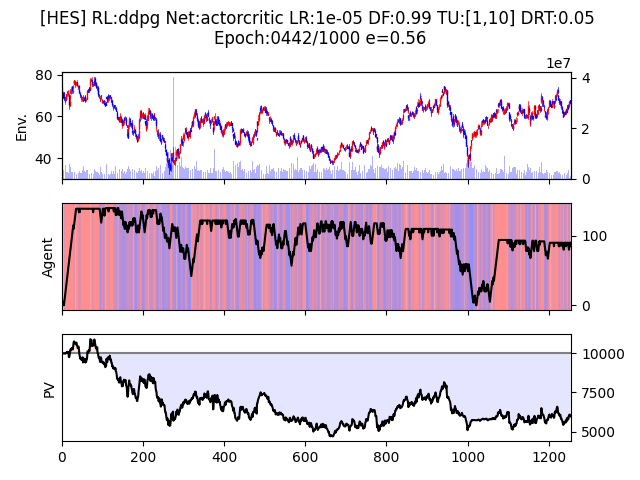 [HES] RL:ddpg Net:actorcritic LR:1e-05 DF:0.99 TU:[1,10] DRT:0.05
Epoch:0442/1000 e=0.56
1e7
80
60
40
Env.
4
2
0
Agent
100
0
PV
10000
7500
5000
0 200 400 600 800 1000 1200